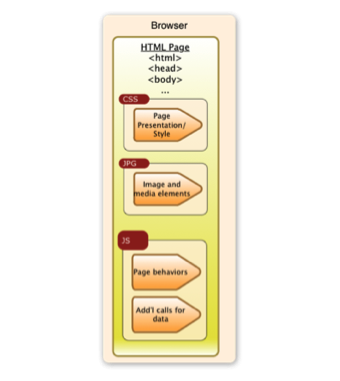 Browser
HTML Page
<html>
<head>
<body>
...
CSS
Page
Presentation/
Style
JPG
Image and
media elements
JS
Page behaviors
Add'l calls for
data